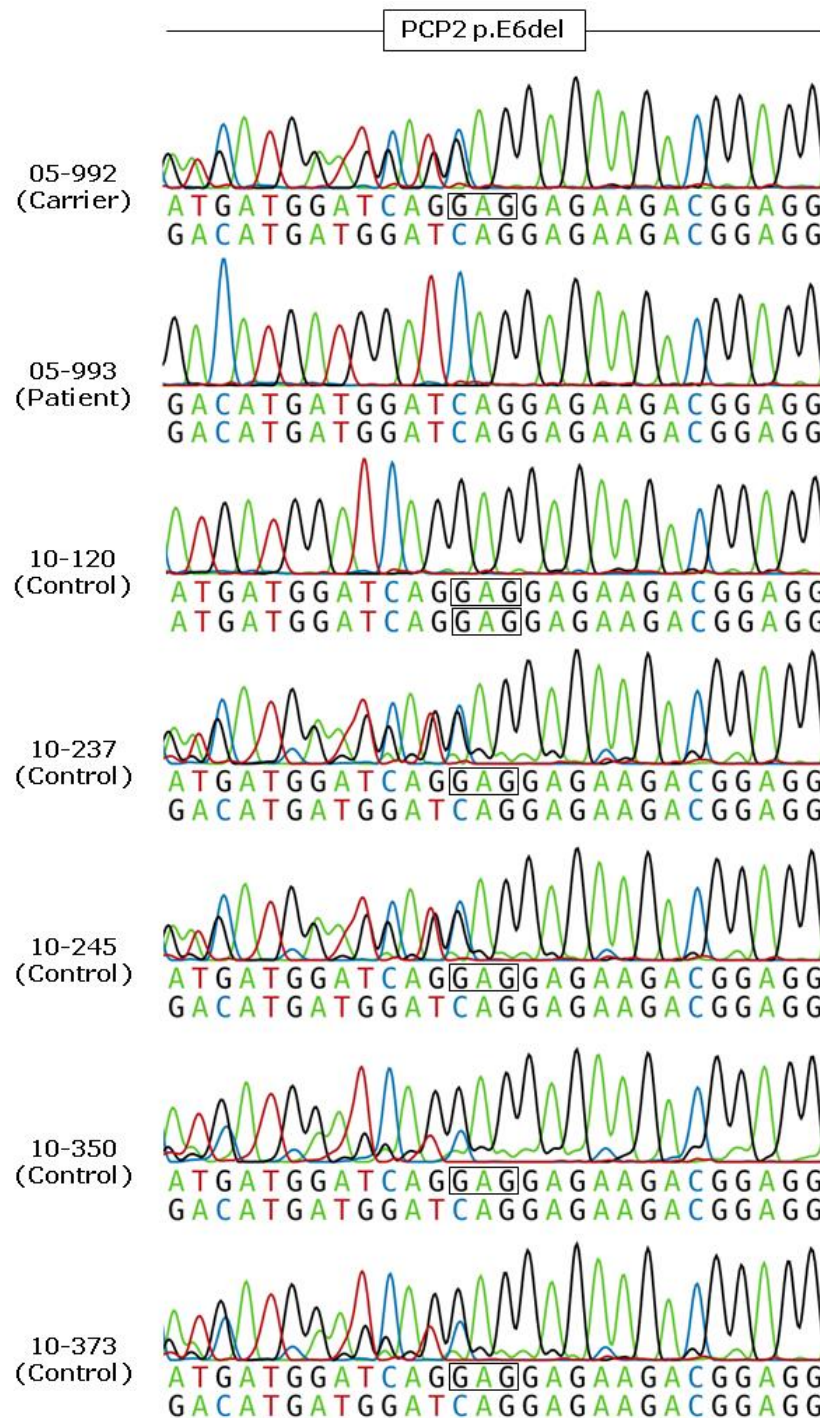 PCP2 p.E6del
05-992
(Carrier)
ATGATGGATCAGGAGGAGAAGACGGAGG
GACATGATGGATCAGGAGAAGACGGAGG
05-993
(Patient)
GACATGATGGATCAGGAGAAGACGGAGG
GACATGATGGATCAGGAGAAGACGGAGG
10-120
(Control)
ATGATGGATCAGGAGGAGAAGACGGAGG
ATGATGGATCAGGAGGAGAAGACGGAGG
10-237
(Control)
ATGATGGATCAGGAGGAGAAGACGGAGG
GACATGATGGATCAGGAGAAGACGGAGG
10-245
(Control)
ATGATGGATCAGGAGGAGAAGACGGAGG
GACATGATGGATCAGGAGAAGACGGAGG
10-350
(Control)
ATGATGGATCAGGAGGAGAAGACGGAGG
GACATGATGGATCAGGAGAAGACGGAGG
10-373
(Control)
ATGATGGATCAGGAGGAGAAGACGGAGG
GACATGATGGATCAGGAGAAGACGGAGG